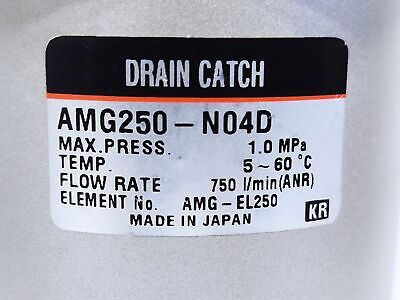 DRAIN CATCH
AMG250-N04D
MAX.PRESS. 1.0 MPa
TEMP. 5~60 °C
FLOW RATE 750 l/min(ANR)
ELEMENT No. AMG-EL250
MADE IN JAPAN KR